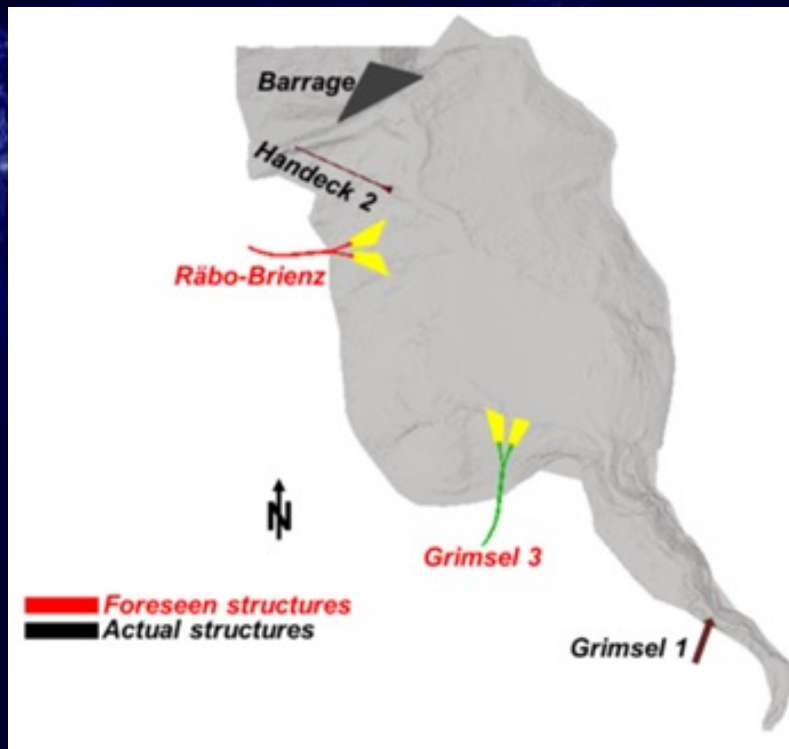 Barrage
Handeck 2
Räbo-Brienz
N
Grimsel 3
Foreseen structures
Actual structures
Grimsel 1